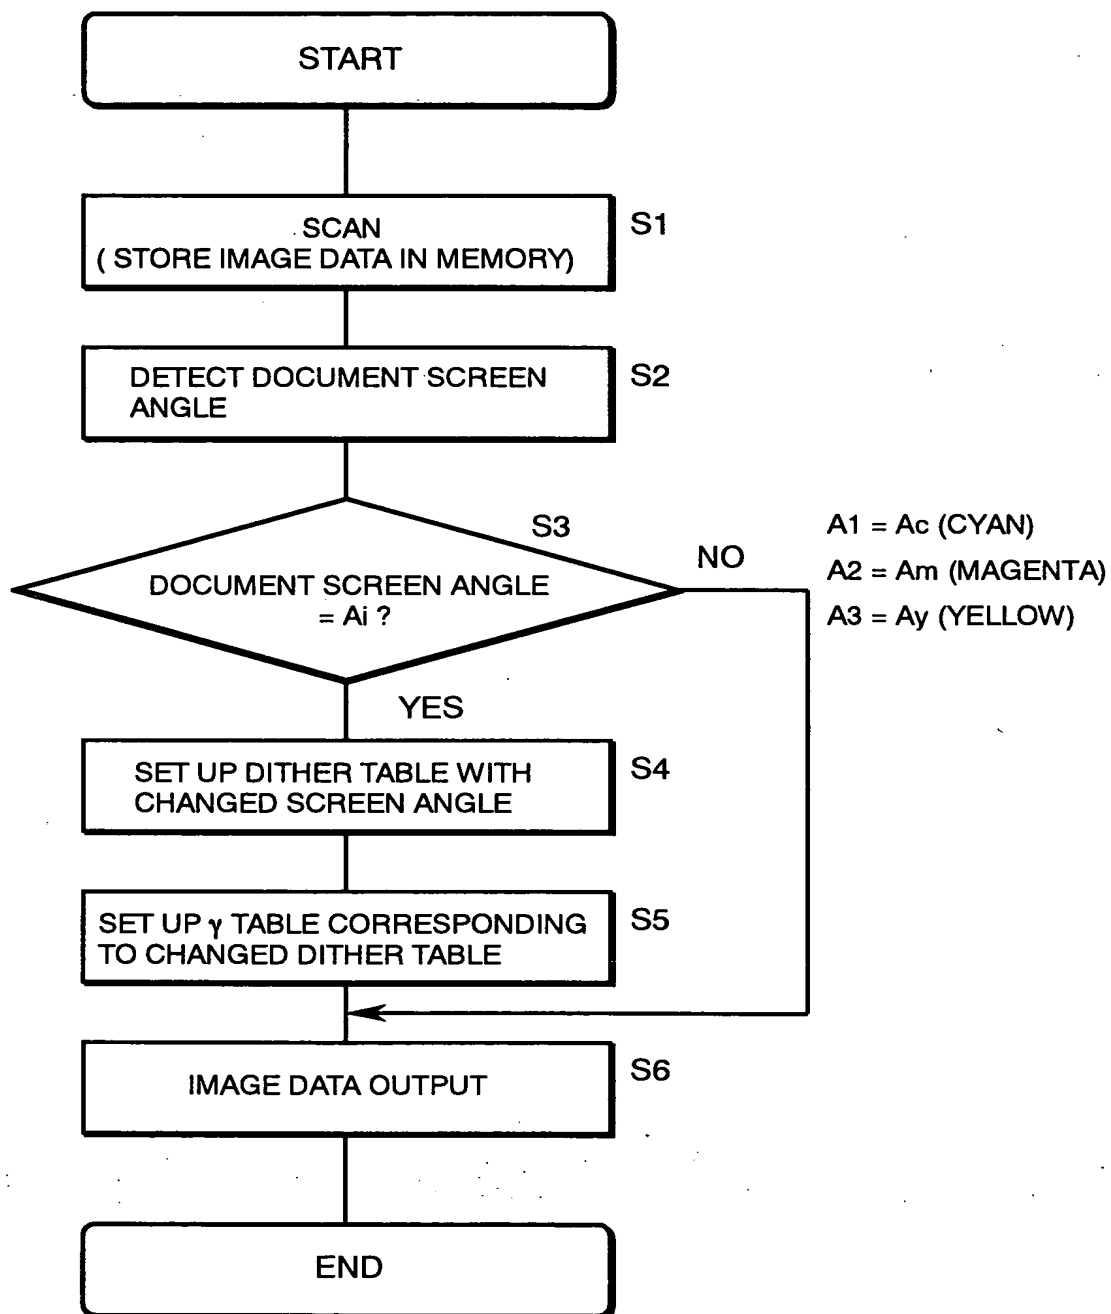 START
SCAN
( STORE IMAGE DATA IN MEMORY)
S1
DETECT DOCUMENT SCREEN
ANGLE
S2
S3
DOCUMENT SCREEN ANGLE
= Ai ?
NO
A1 = Ac (CYAN)
A2 = Am (MAGENTA)
A3 = Ay (YELLOW)
YES
SET UP DITHER TABLE WITH
CHANGED SCREEN ANGLE
S4
SET UP γ TABLE CORRESPONDING
TO CHANGED DITHER TABLE
S5
IMAGE DATA OUTPUT
S6
END